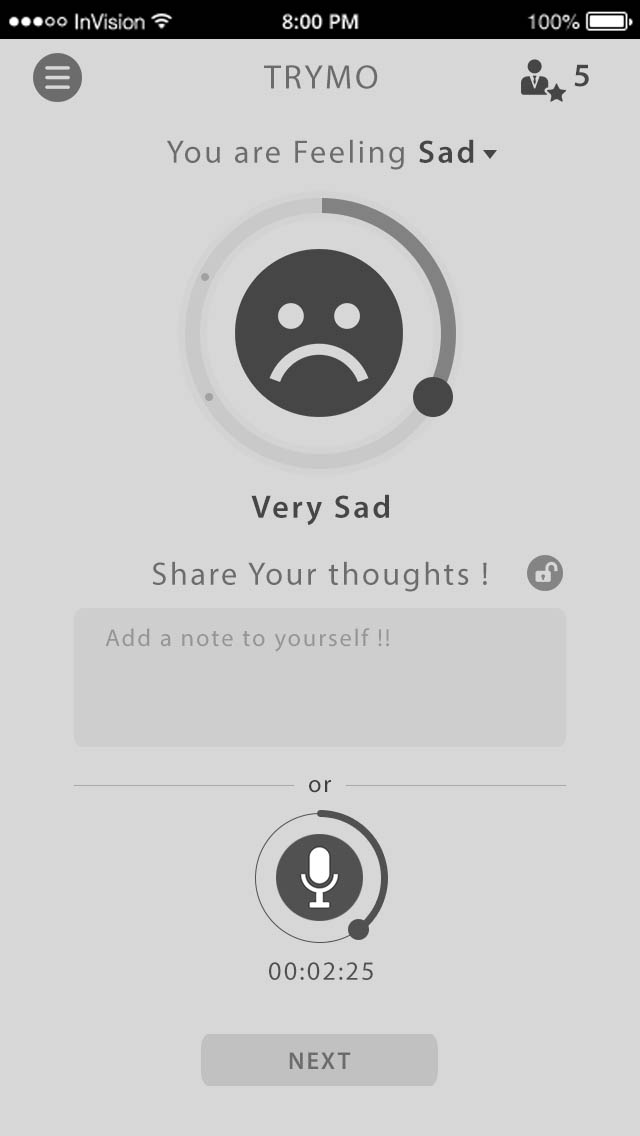 InVision 8:00 PM 100%
TRYMO 5
You are Feeling Sad
Very Sad
Share Your thoughts !
Add a note to yourself !!
or
00:02:25
NEXT